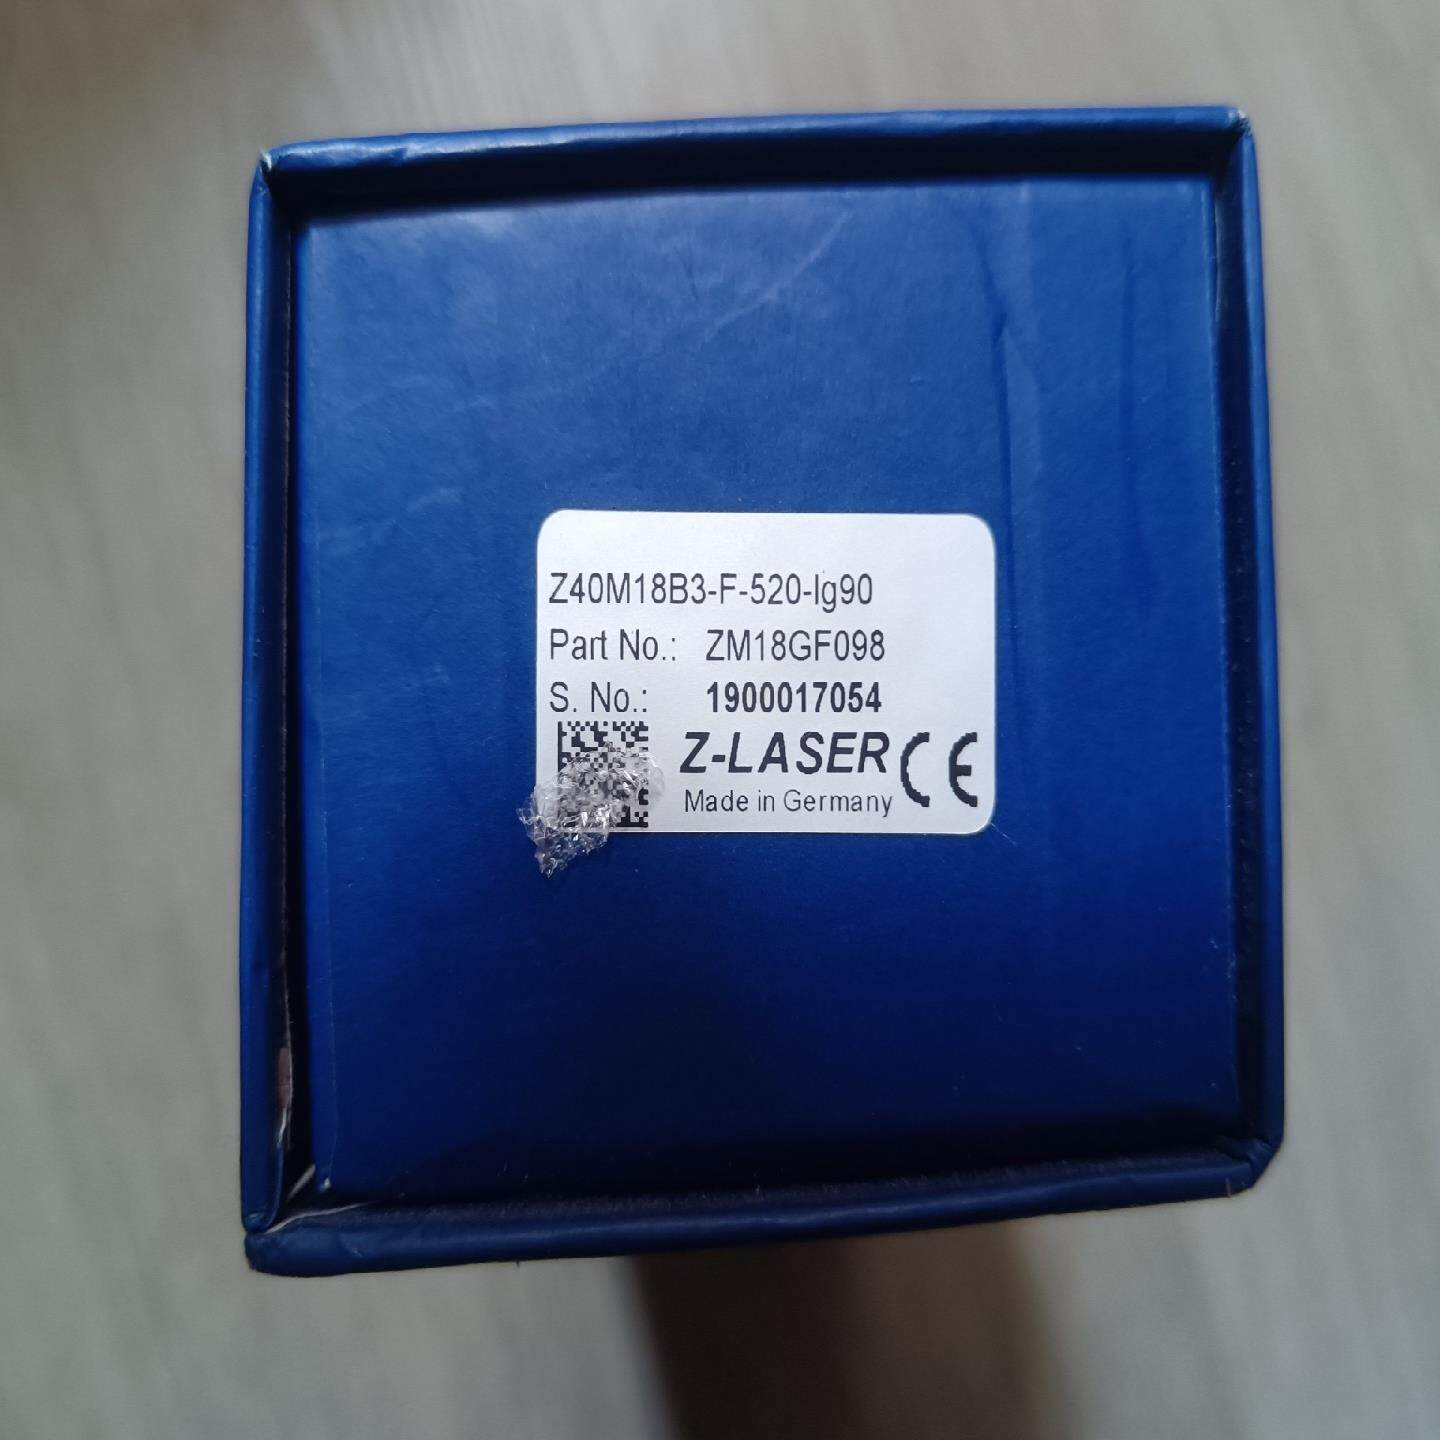 Z40M18B3-F-520-lg90
Part No.: ZM18GF098
S. No.: 1900017054
Z-LASER CE
Made in Germany